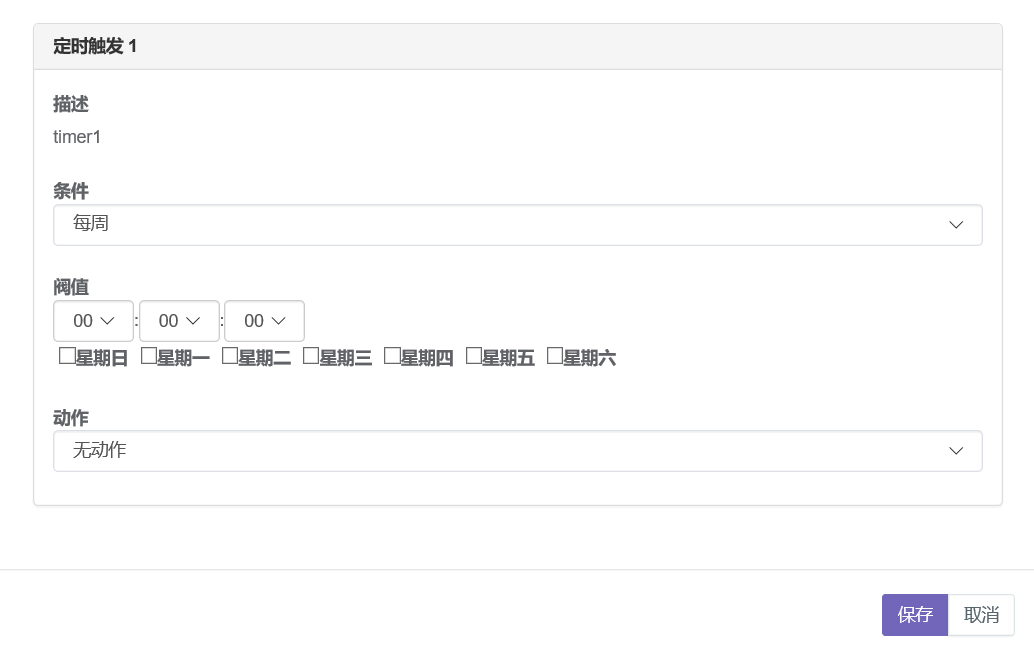 定时触发 1
描述
timer1
条件
每周
阀值
00 : 00 : 00
星期日 星期一 星期二 星期三 星期四 星期五 星期六
动作
无动作
保存 取消